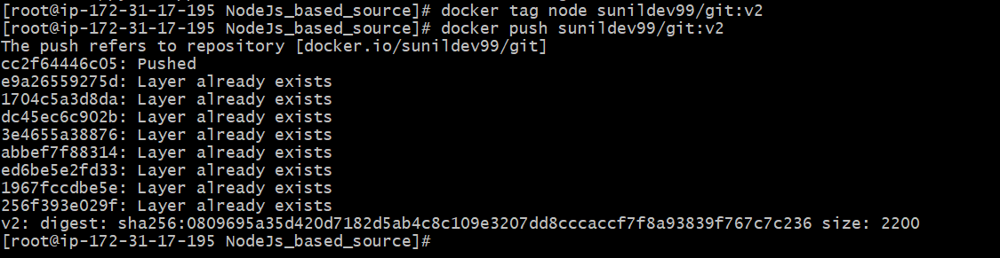 [root@ip-172-31-17-195 NodeJs_based_source]# docker tag node sunildev99/git:v2
[root@ip-172-31-17-195 NodeJs_based_source]# docker push sunildev99/git:v2
The push refers to repository [docker.io/sunildev99/git]
cc2f64446c05: Pushed
e9a26559275d: Layer already exists
1704c5a3d8da: Layer already exists
dc45ec6c902b: Layer already exists
3e4655a38876: Layer already exists
abbef7f88314: Layer already exists
ed6be5e2fd33: Layer already exists
1967fccdbe5e: Layer already exists
256f393e029f: Layer already exists
v2: digest: sha256:0809695a35d420d7182d5ab4c8c109e3207dd8cccaccf7f8a93839f767c7c236 size: 2200
[root@ip-172-31-17-195 NodeJs_based_source]#